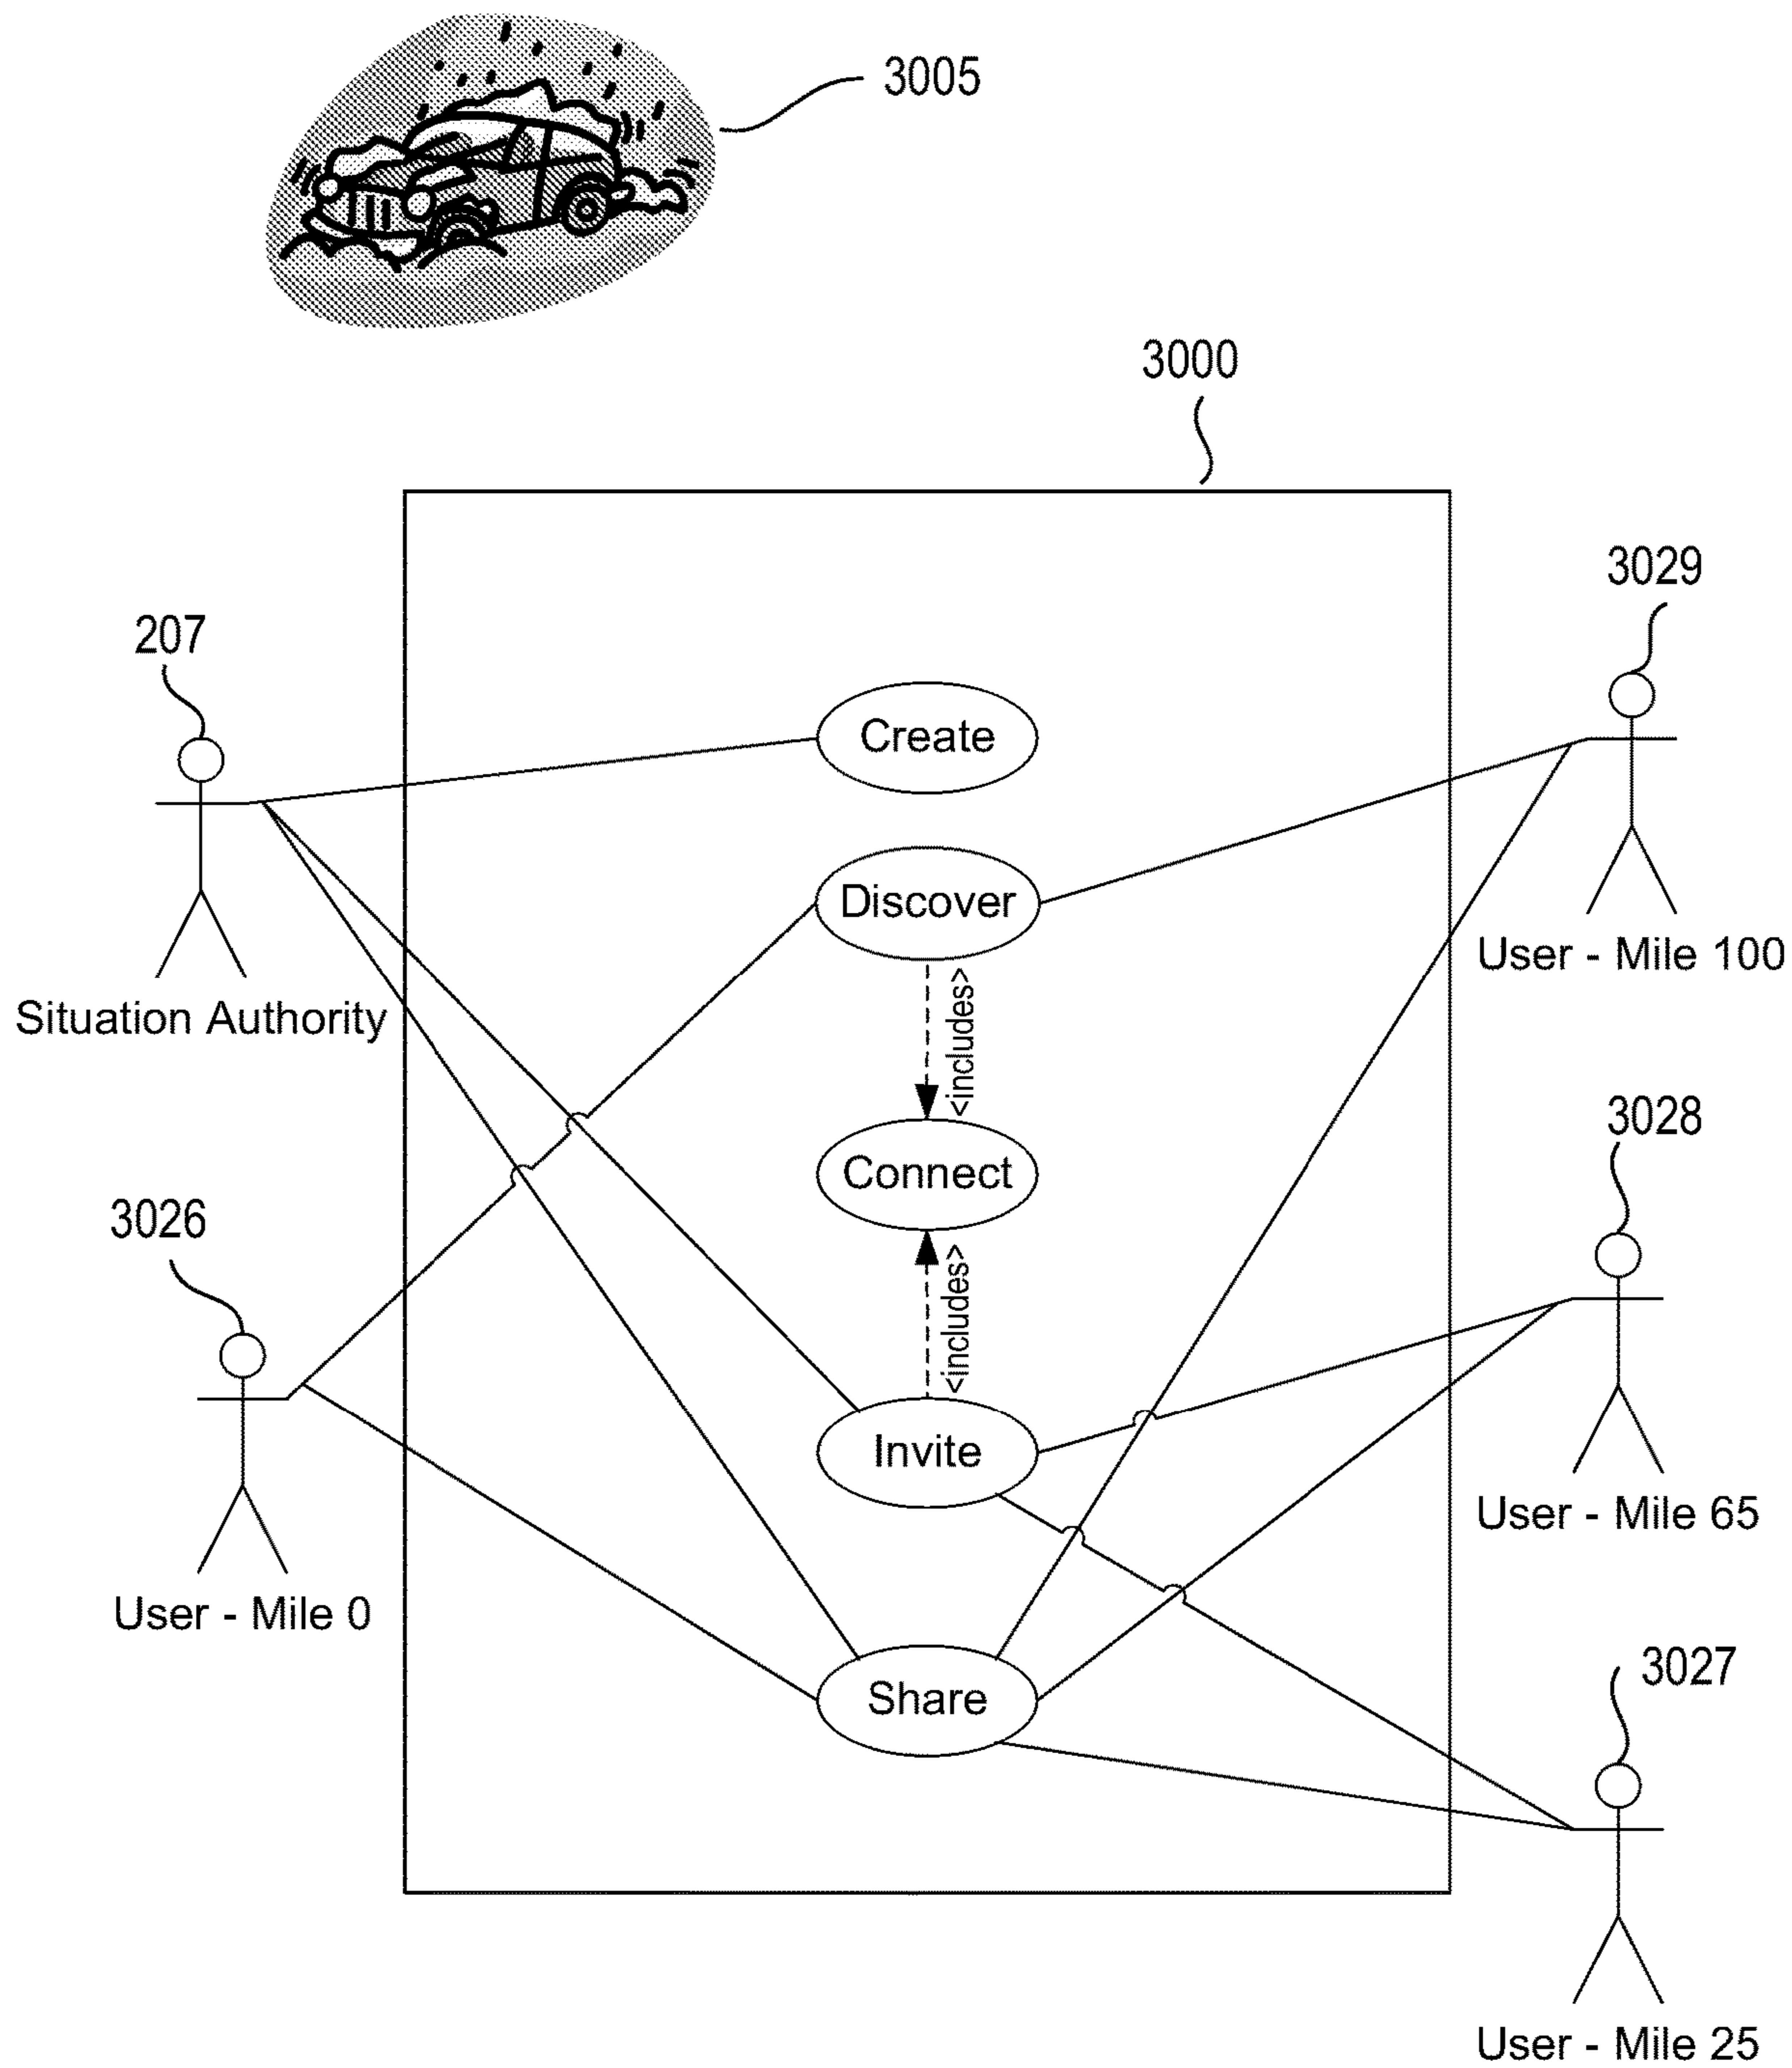 3005
3000
3029
207
Create
Discover
User - Mile 100
<includes>
Situation Authority
3028
Connect
3026
<includes>
Invite
User - Mile 65
User - Mile 0
3027
Share
User - Mile 25